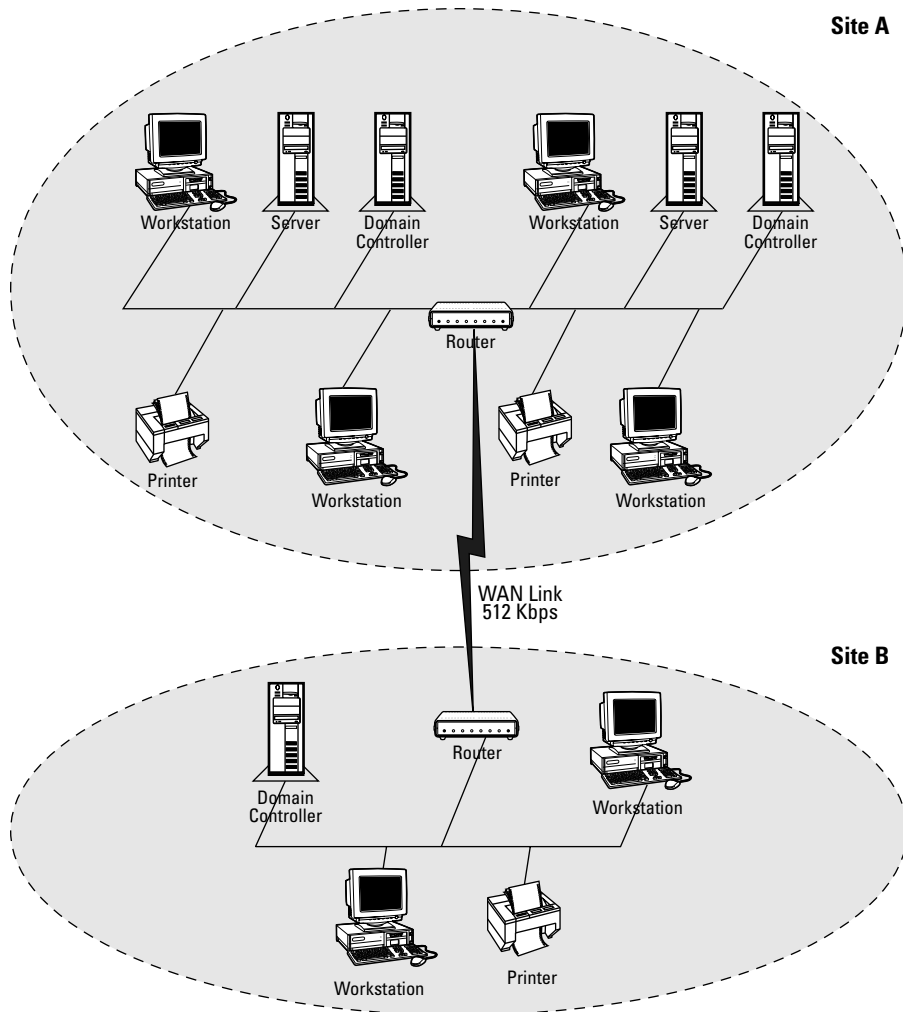 Site A
Workstation
Server
Domain
Controller
Workstation
Server
Domain
Controller
Router
Printer
Workstation
Printer
Workstation
WAN Link
512 Kbps
Site B
Domain
Controller
Router
Workstation
Workstation
Printer